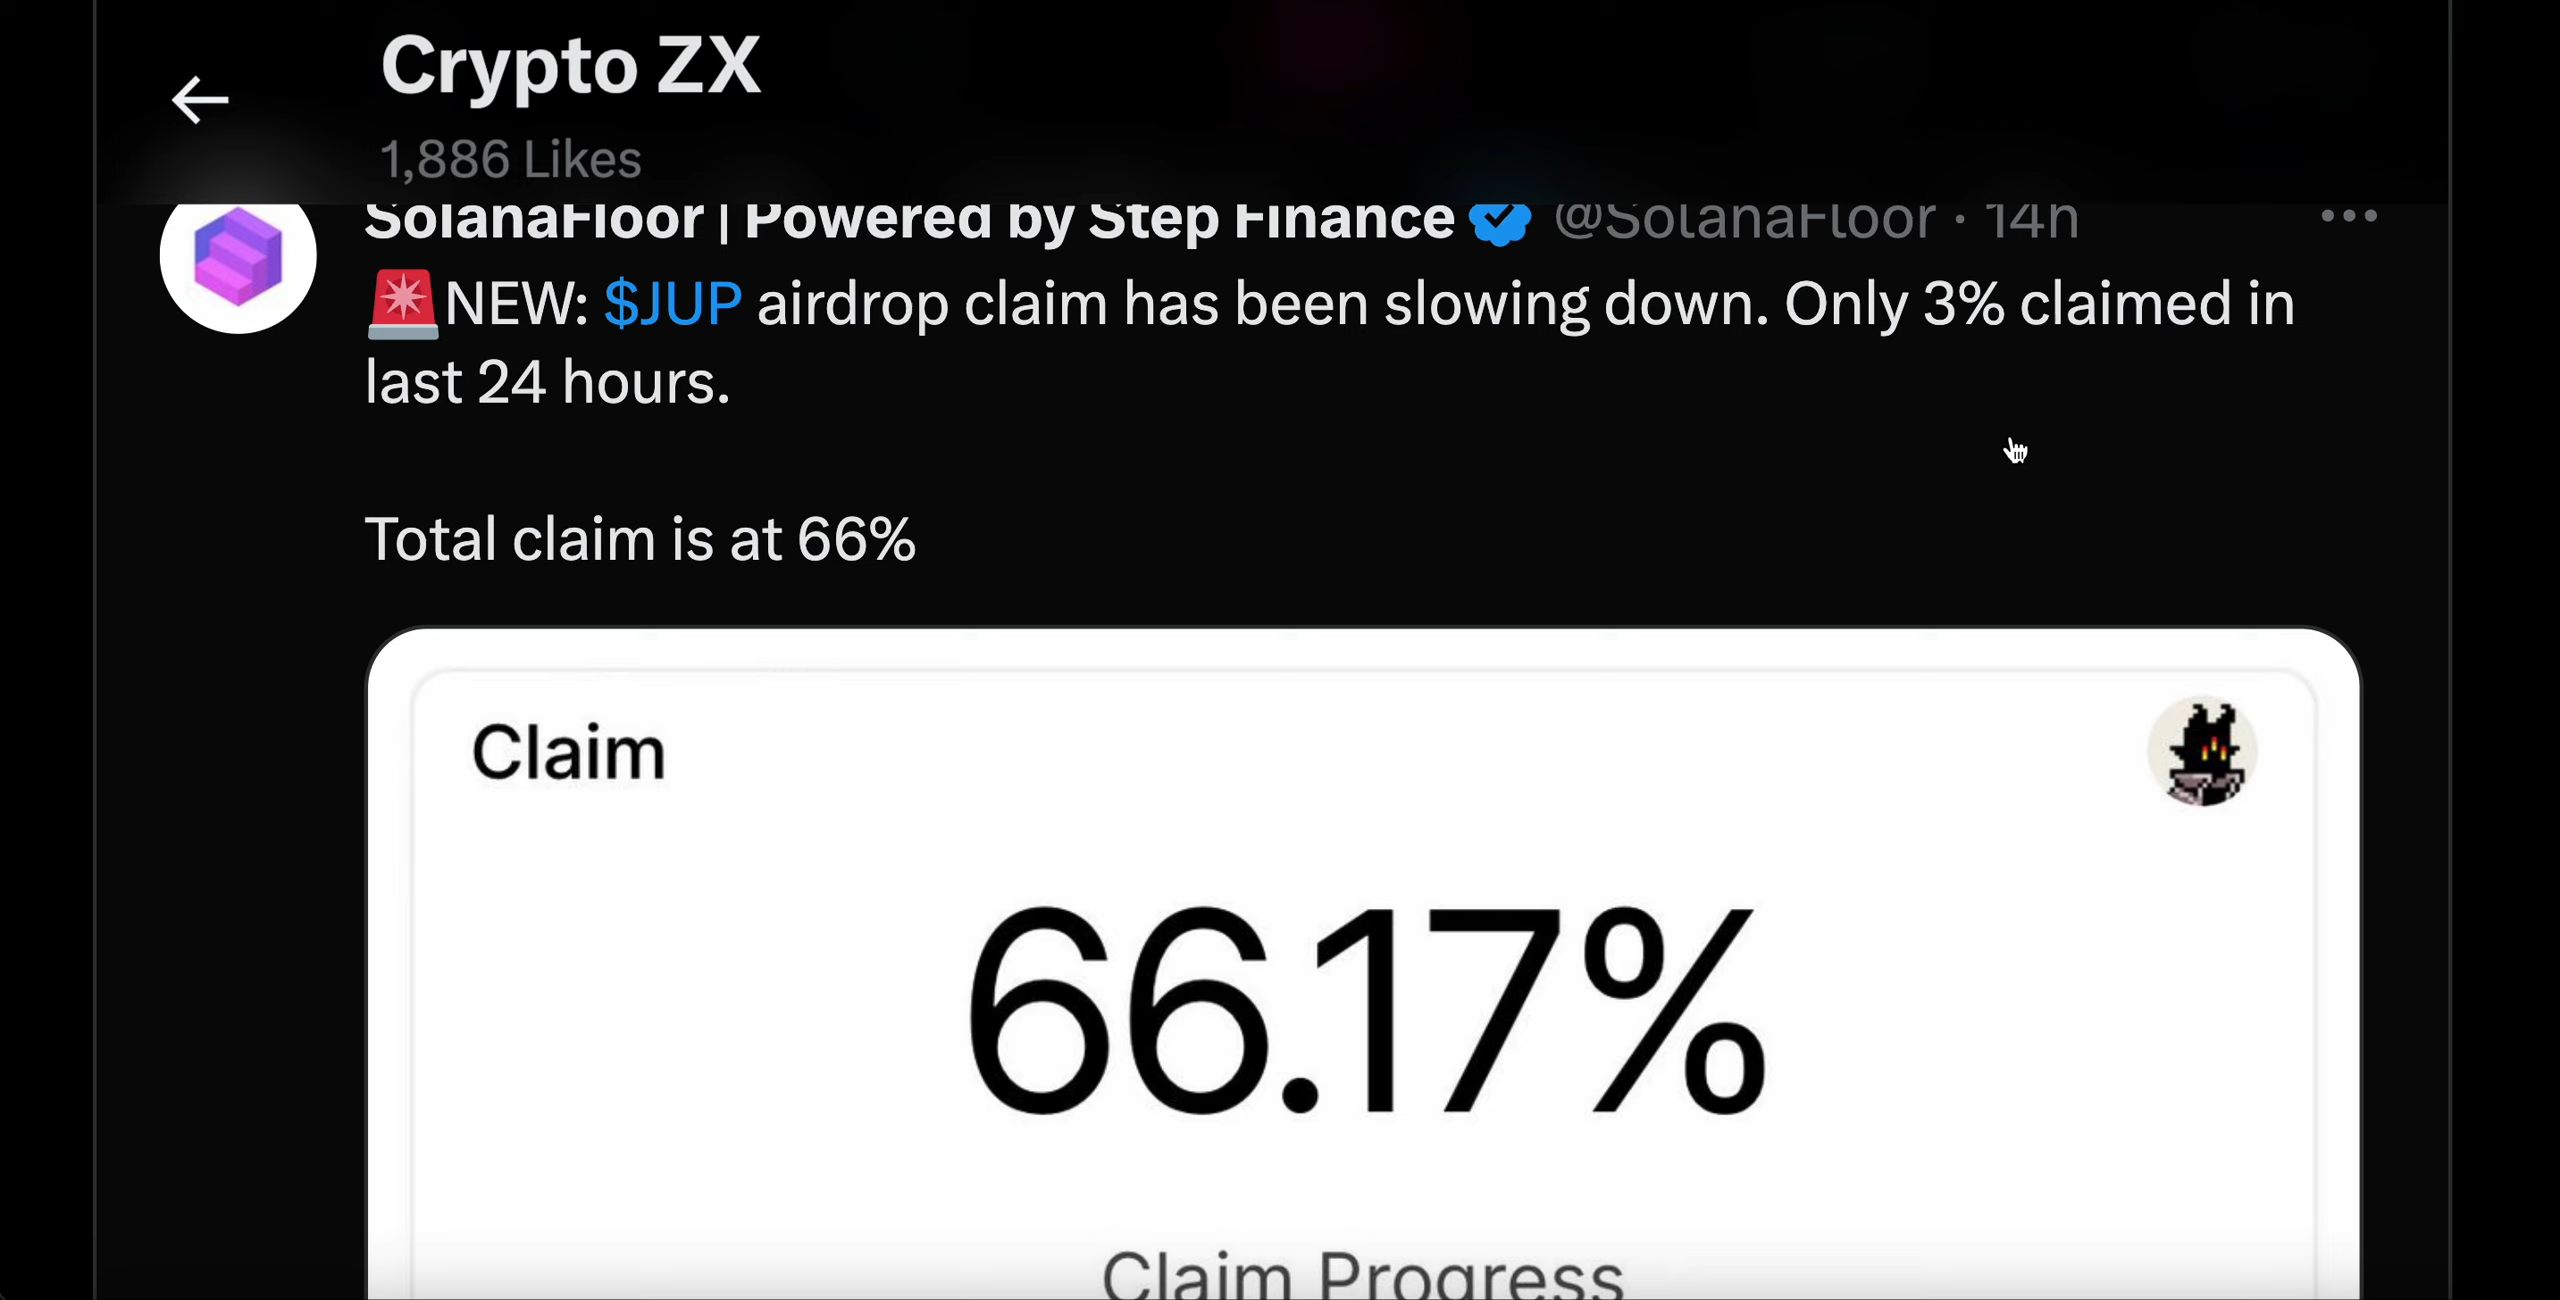 Crypto ZX
1,886 Likes
SolanaFloor | Powered by Step Finance @SolanaFloor · 14h
🚨NEW: $JUP airdrop claim has been slowing down. Only 3% claimed in
last 24 hours.
Total claim is at 66%
Claim
66.17%
Claim Progress